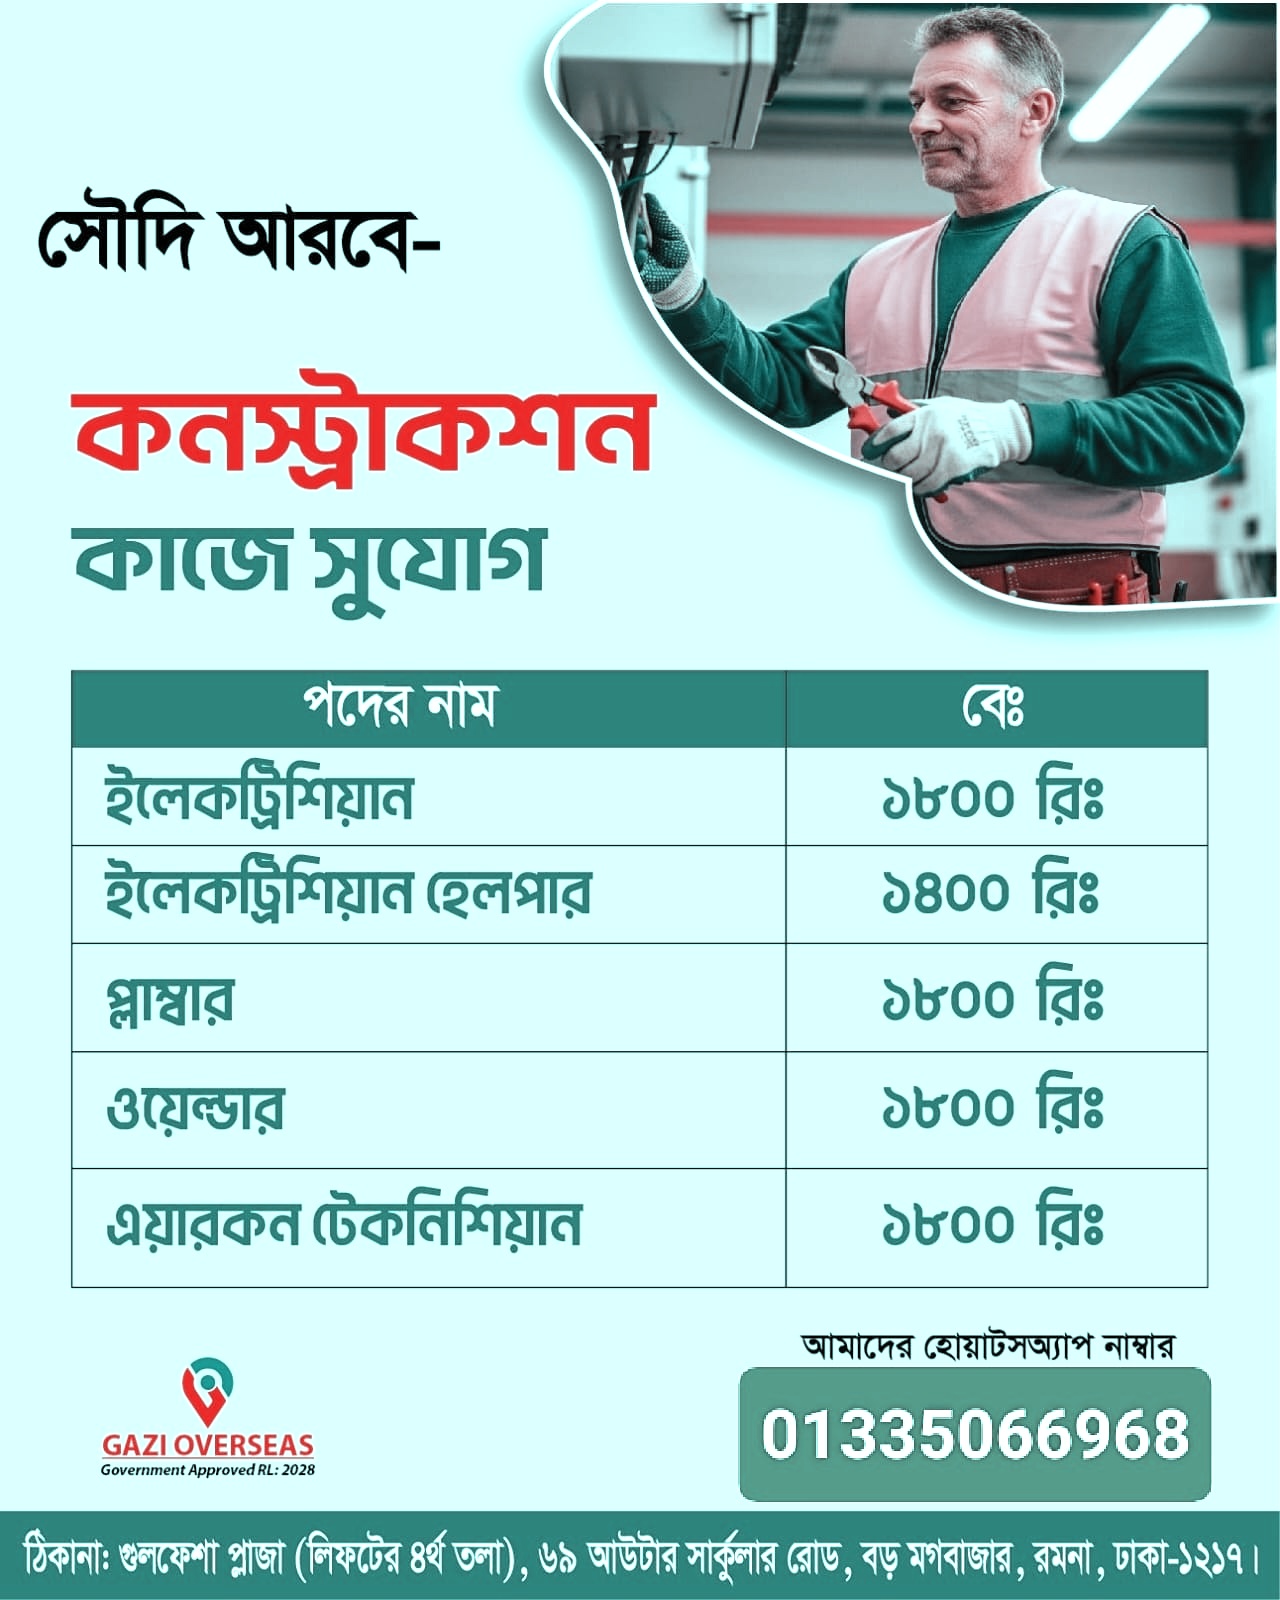 সৌদি আরবে-
কনস্ট্রাকশন
কাজে সুযোগ
পদের নাম বেঃ
ইলেকট্রিশিয়ান ১৮০০ রিঃ
ইলেকট্রিশিয়ান হেলপার ১৪০০ রিঃ
প্লাম্বার ১৮০০ রিঃ
ওয়েল্ডার ১৮০০ রিঃ
এয়ারকন টেকনিশিয়ান ১৮০০ রিঃ
আমাদের হোয়াটসঅ্যাপ নাম্বার
01335066968
GAZI OVERSEAS
Government Approved RL: 2028
ঠিকানা: গুলফেশা প্লাজা (লিফটের ৪র্থ তলা), ৬৯ আউটার সার্কুলার রোড, বড় মগবাজার, রমনা, ঢাকা-১২১৭।